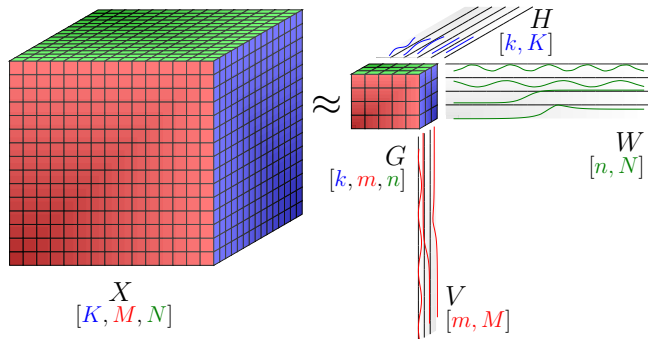 H
[k, K]
≈
G
[k, m, n]
W
[n, N]
X
[K, M, N]
V
[m, M]